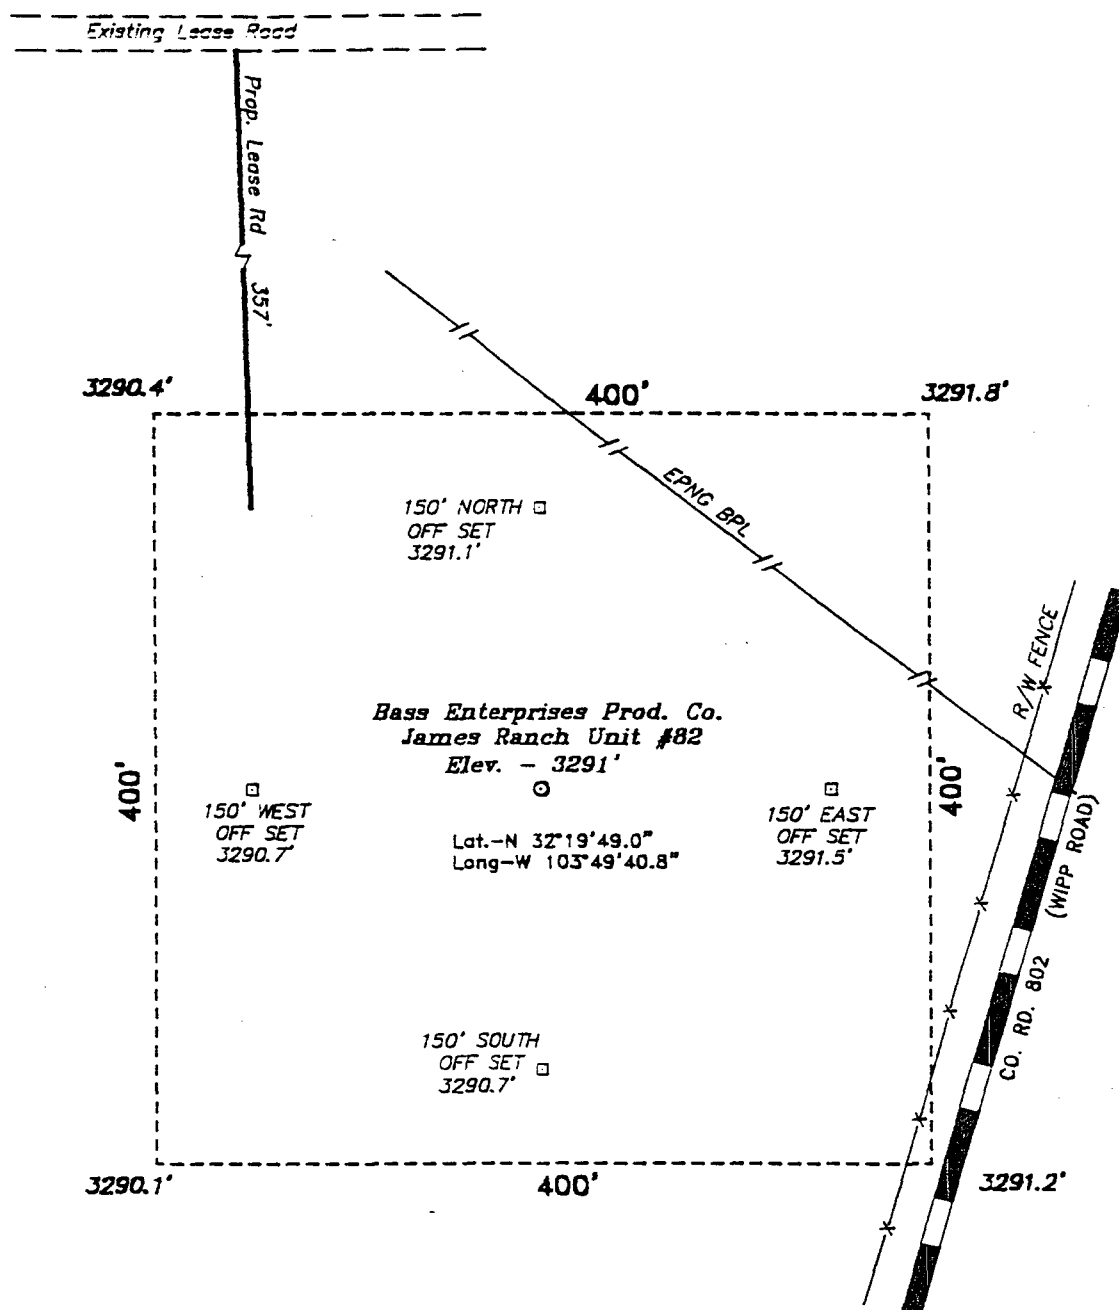 Existing Lease Road
Prop. Lease Rd
357'
3290.4'
400'
3291.8'
150' NORTH
OFF SET
3291.1'
EPNG BPL
R/W FENCE
Bass Enterprises Prod. Co.
James Ranch Unit #82
Elev. - 3291'
400'
150' WEST
OFF SET
3290.7'
Lat.-N 32°19'49.0"
Long-W 103°49'40.8"
150' EAST
OFF SET
3291.5'
400'
CO. RD. 802 (WIPP ROAD)
150' SOUTH
OFF SET
3290.7'
3290.1'
400'
3291.2'